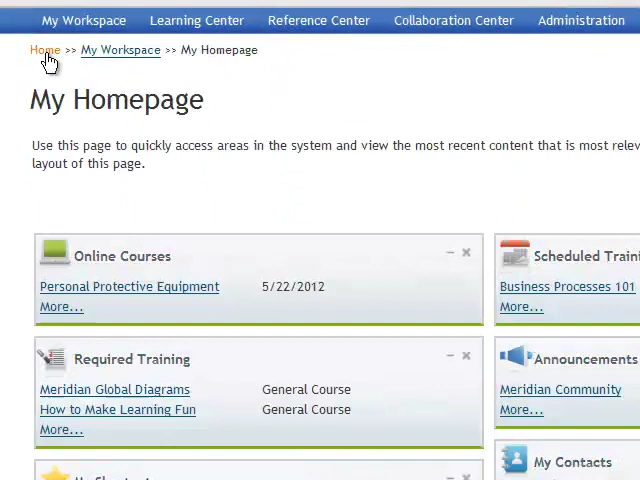 My Workspace Learning Center Reference Center Collaboration Center Administration
Home >> My Workspace >> My Homepage
My Homepage
Use this page to quickly access areas in the system and view the most recent content that is most
layout of this page.
Online Courses
Personal Protective Equipment 5/22/2012
More...
Required Training
Meridian Global Diagrams General Course
How to Make Learning Fun General Course
More...
Scheduled
Business Processes 101
More...
Announcements
Meridian Community
More...
My Contacts